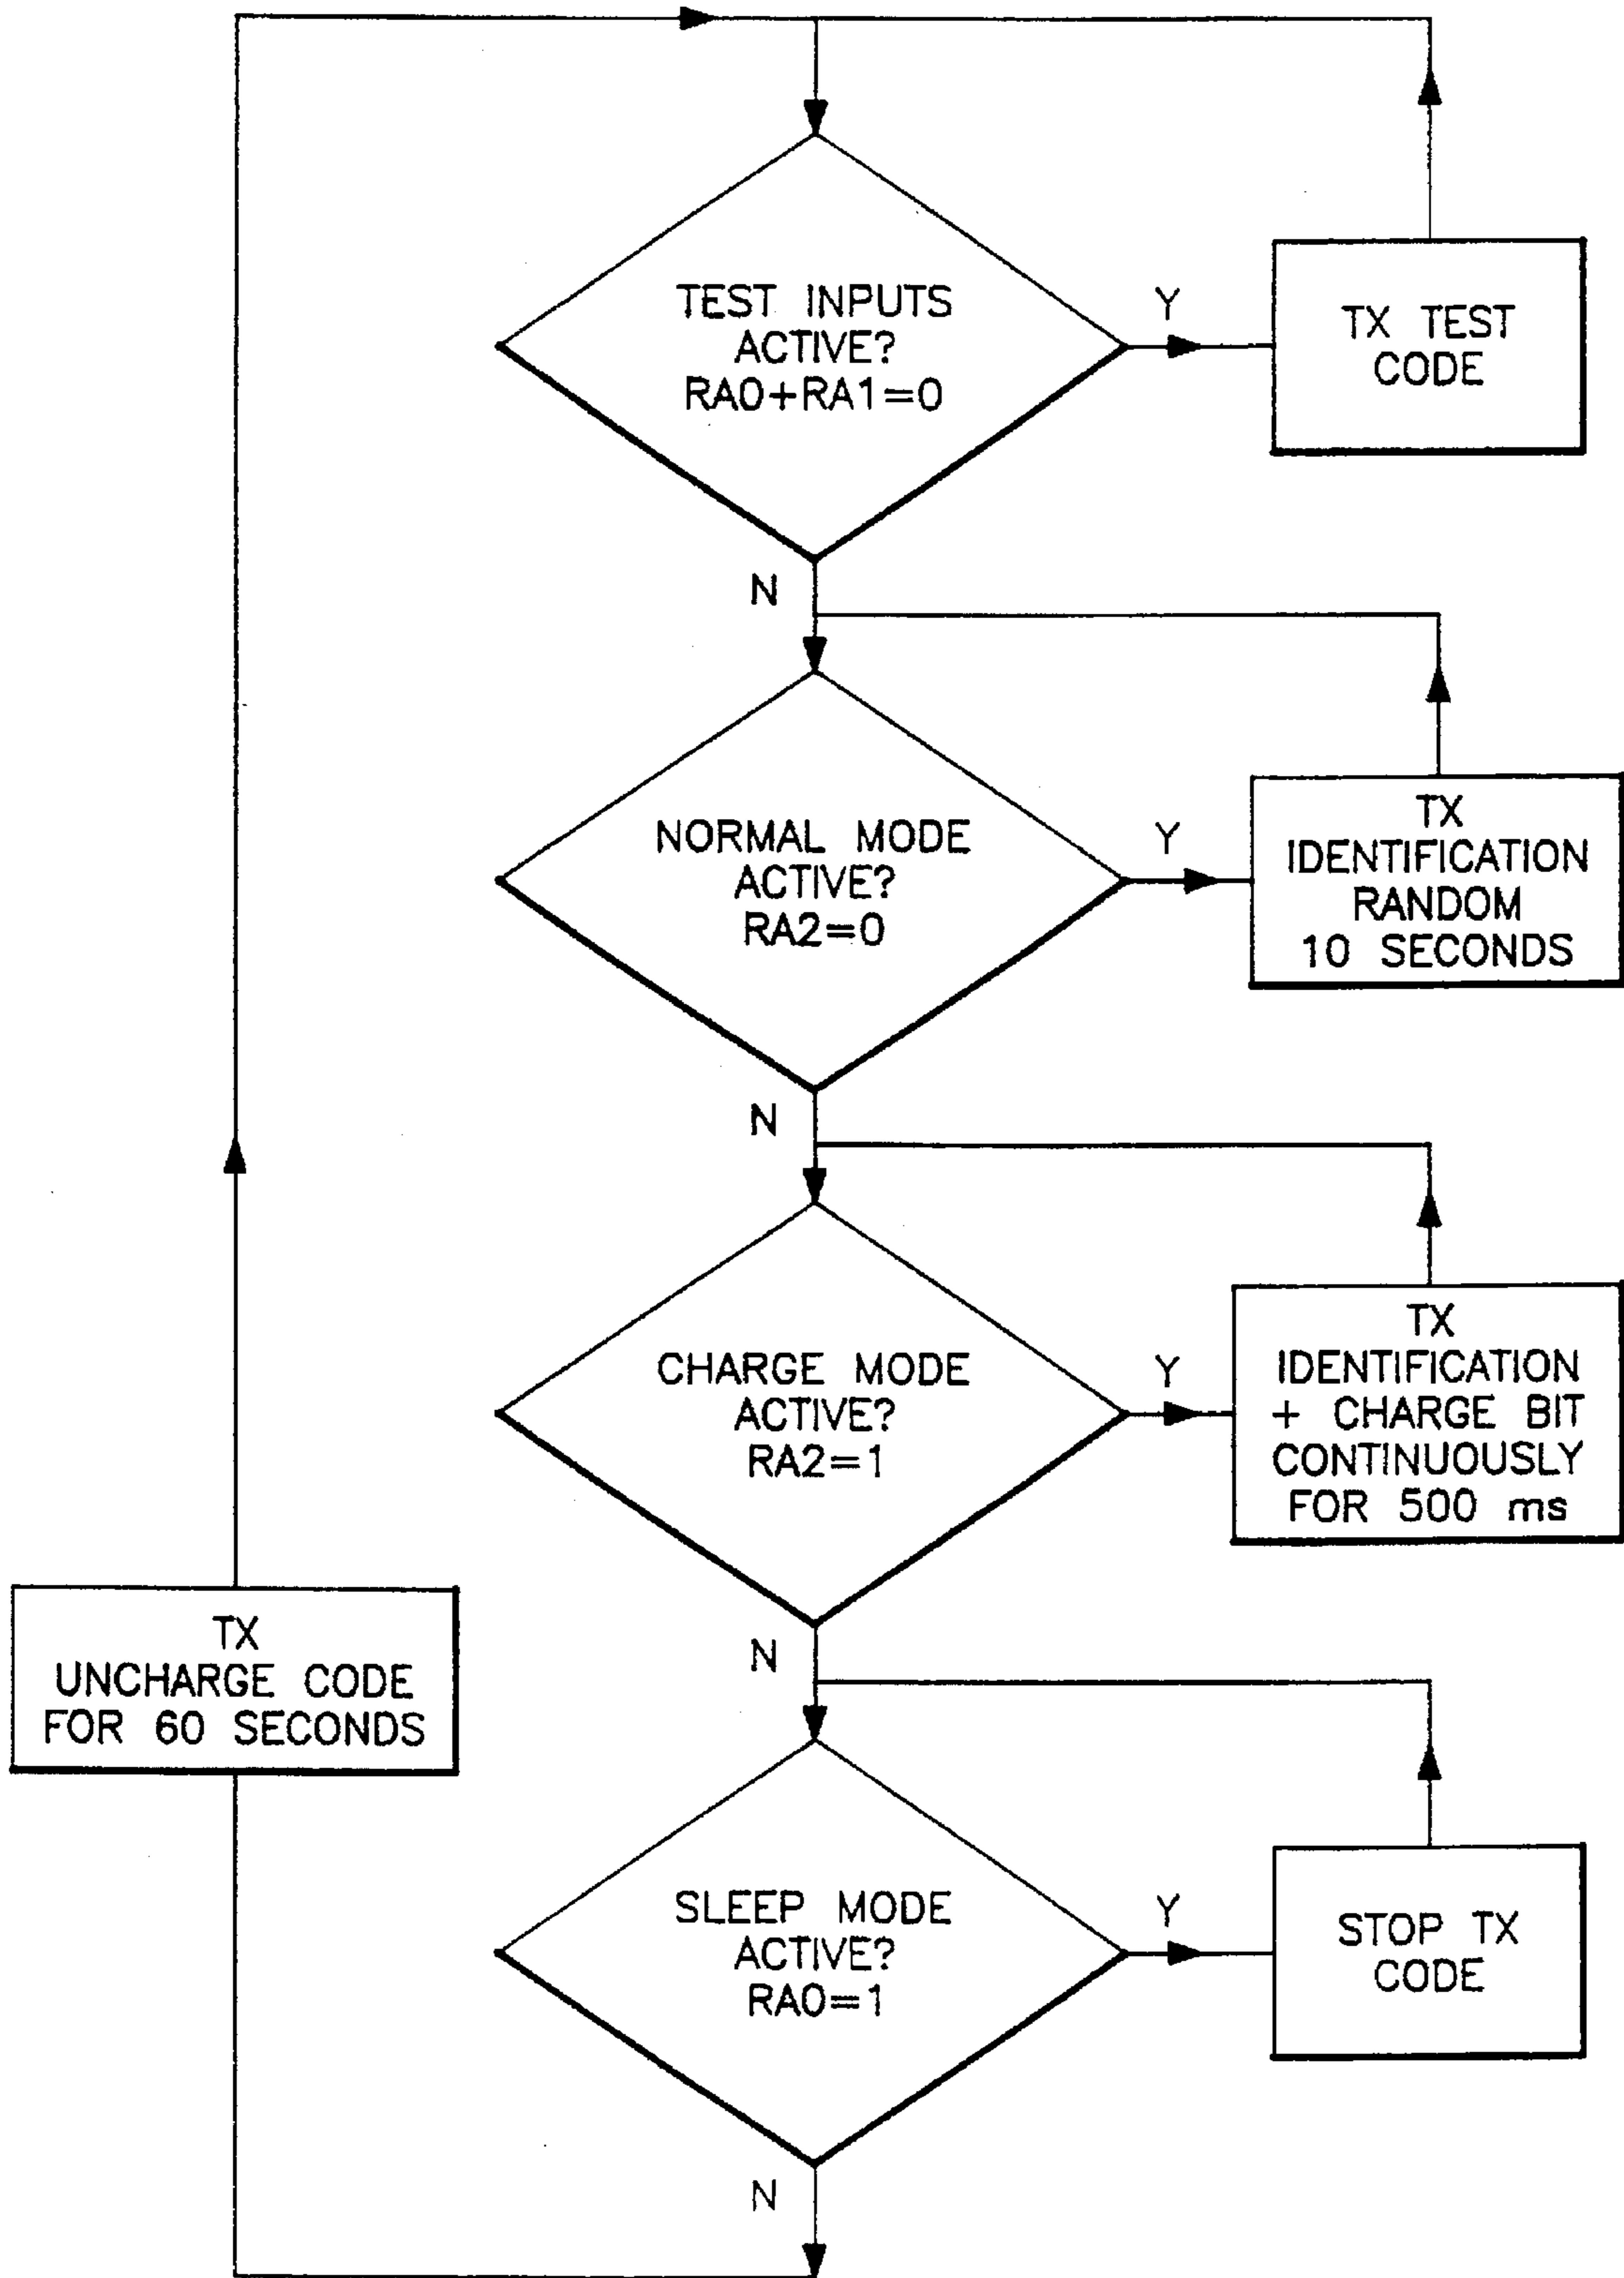 TEST INPUTS
ACTIVE?
RA0+RA1=0
Y
TX TEST
CODE
N
NORMAL MODE
ACTIVE?
RA2=0
Y
TX
IDENTIFICATION
RANDOM
10 SECONDS
N
CHARGE MODE
ACTIVE?
RA2=1
Y
TX
IDENTIFICATION
+ CHARGE BIT
CONTINUOUSLY
FOR 500 ms
N
TX
UNCHARGE CODE
FOR 60 SECONDS
SLEEP MODE
ACTIVE?
RA0=1
Y
STOP TX
CODE
N